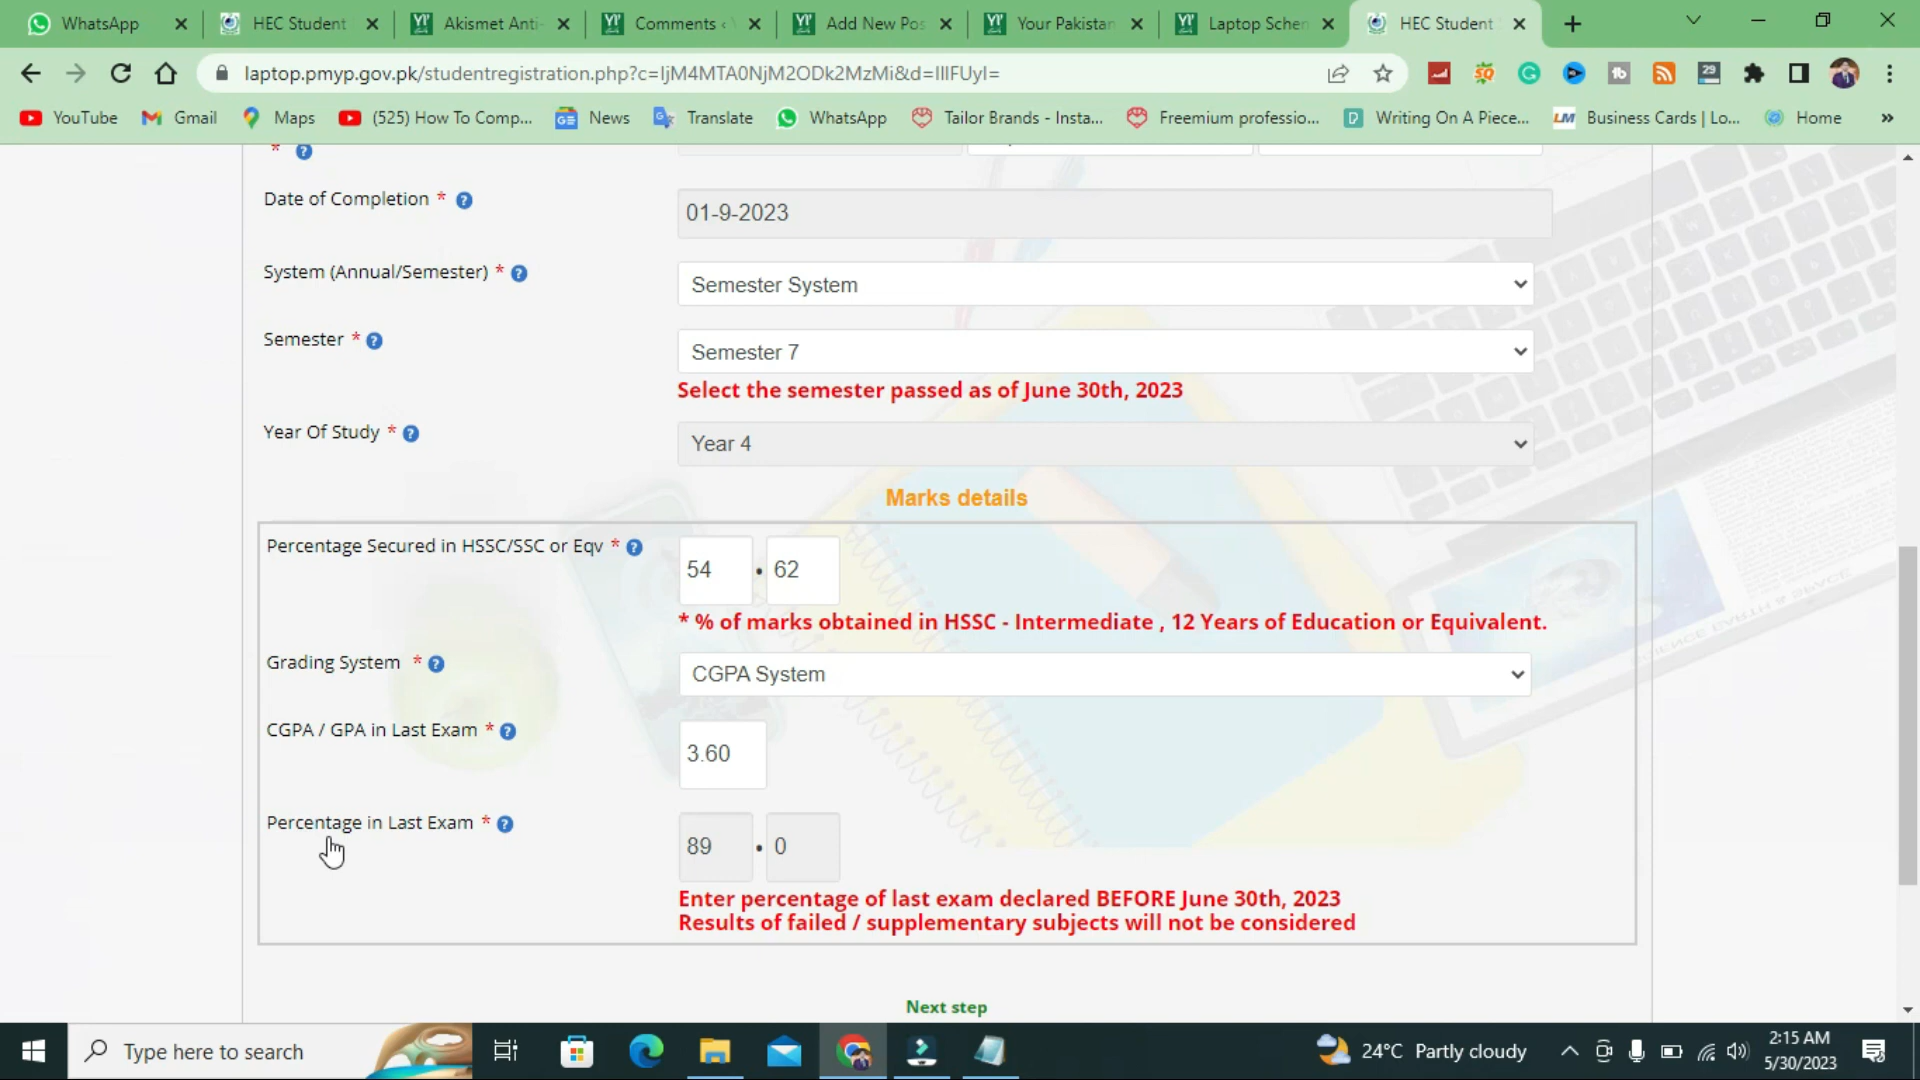 WhatsApp
HEC Student
Akismet Anti-
Comments ‹
Add New Pos
Your Pakistan
Laptop Schem
HEC Student
laptop.pmyp.gov.pk/studentregistration.php?c=IjM4MTA0NjM2ODk2MzMi&d=IIIFUyI=
YouTube
Gmail
Maps
(525) How To Comp...
News
Translate
WhatsApp
Tailor Brands - Insta...
Freemium professio...
Writing On A Piece...
Business Cards | Lo...
Home
»
*
Date of Completion *
01-9-2023
System (Annual/Semester) *
Semester System
Semester *
Semester 7
Select the semester passed as of June 30th, 2023
Year Of Study *
Year 4
Marks details
Percentage Secured in HSSC/SSC or Eqv *
54 . 62
* % of marks obtained in HSSC - Intermediate , 12 Years of Education or Equivalent.
Grading System *
CGPA System
CGPA / GPA in Last Exam *
3.60
Percentage in Last Exam *
89 . 0
Enter percentage of last exam declared BEFORE June 30th, 2023
Results of failed / supplementary subjects will not be considered
Next step
Type here to search
24°C Partly cloudy
2:15 AM
5/30/2023